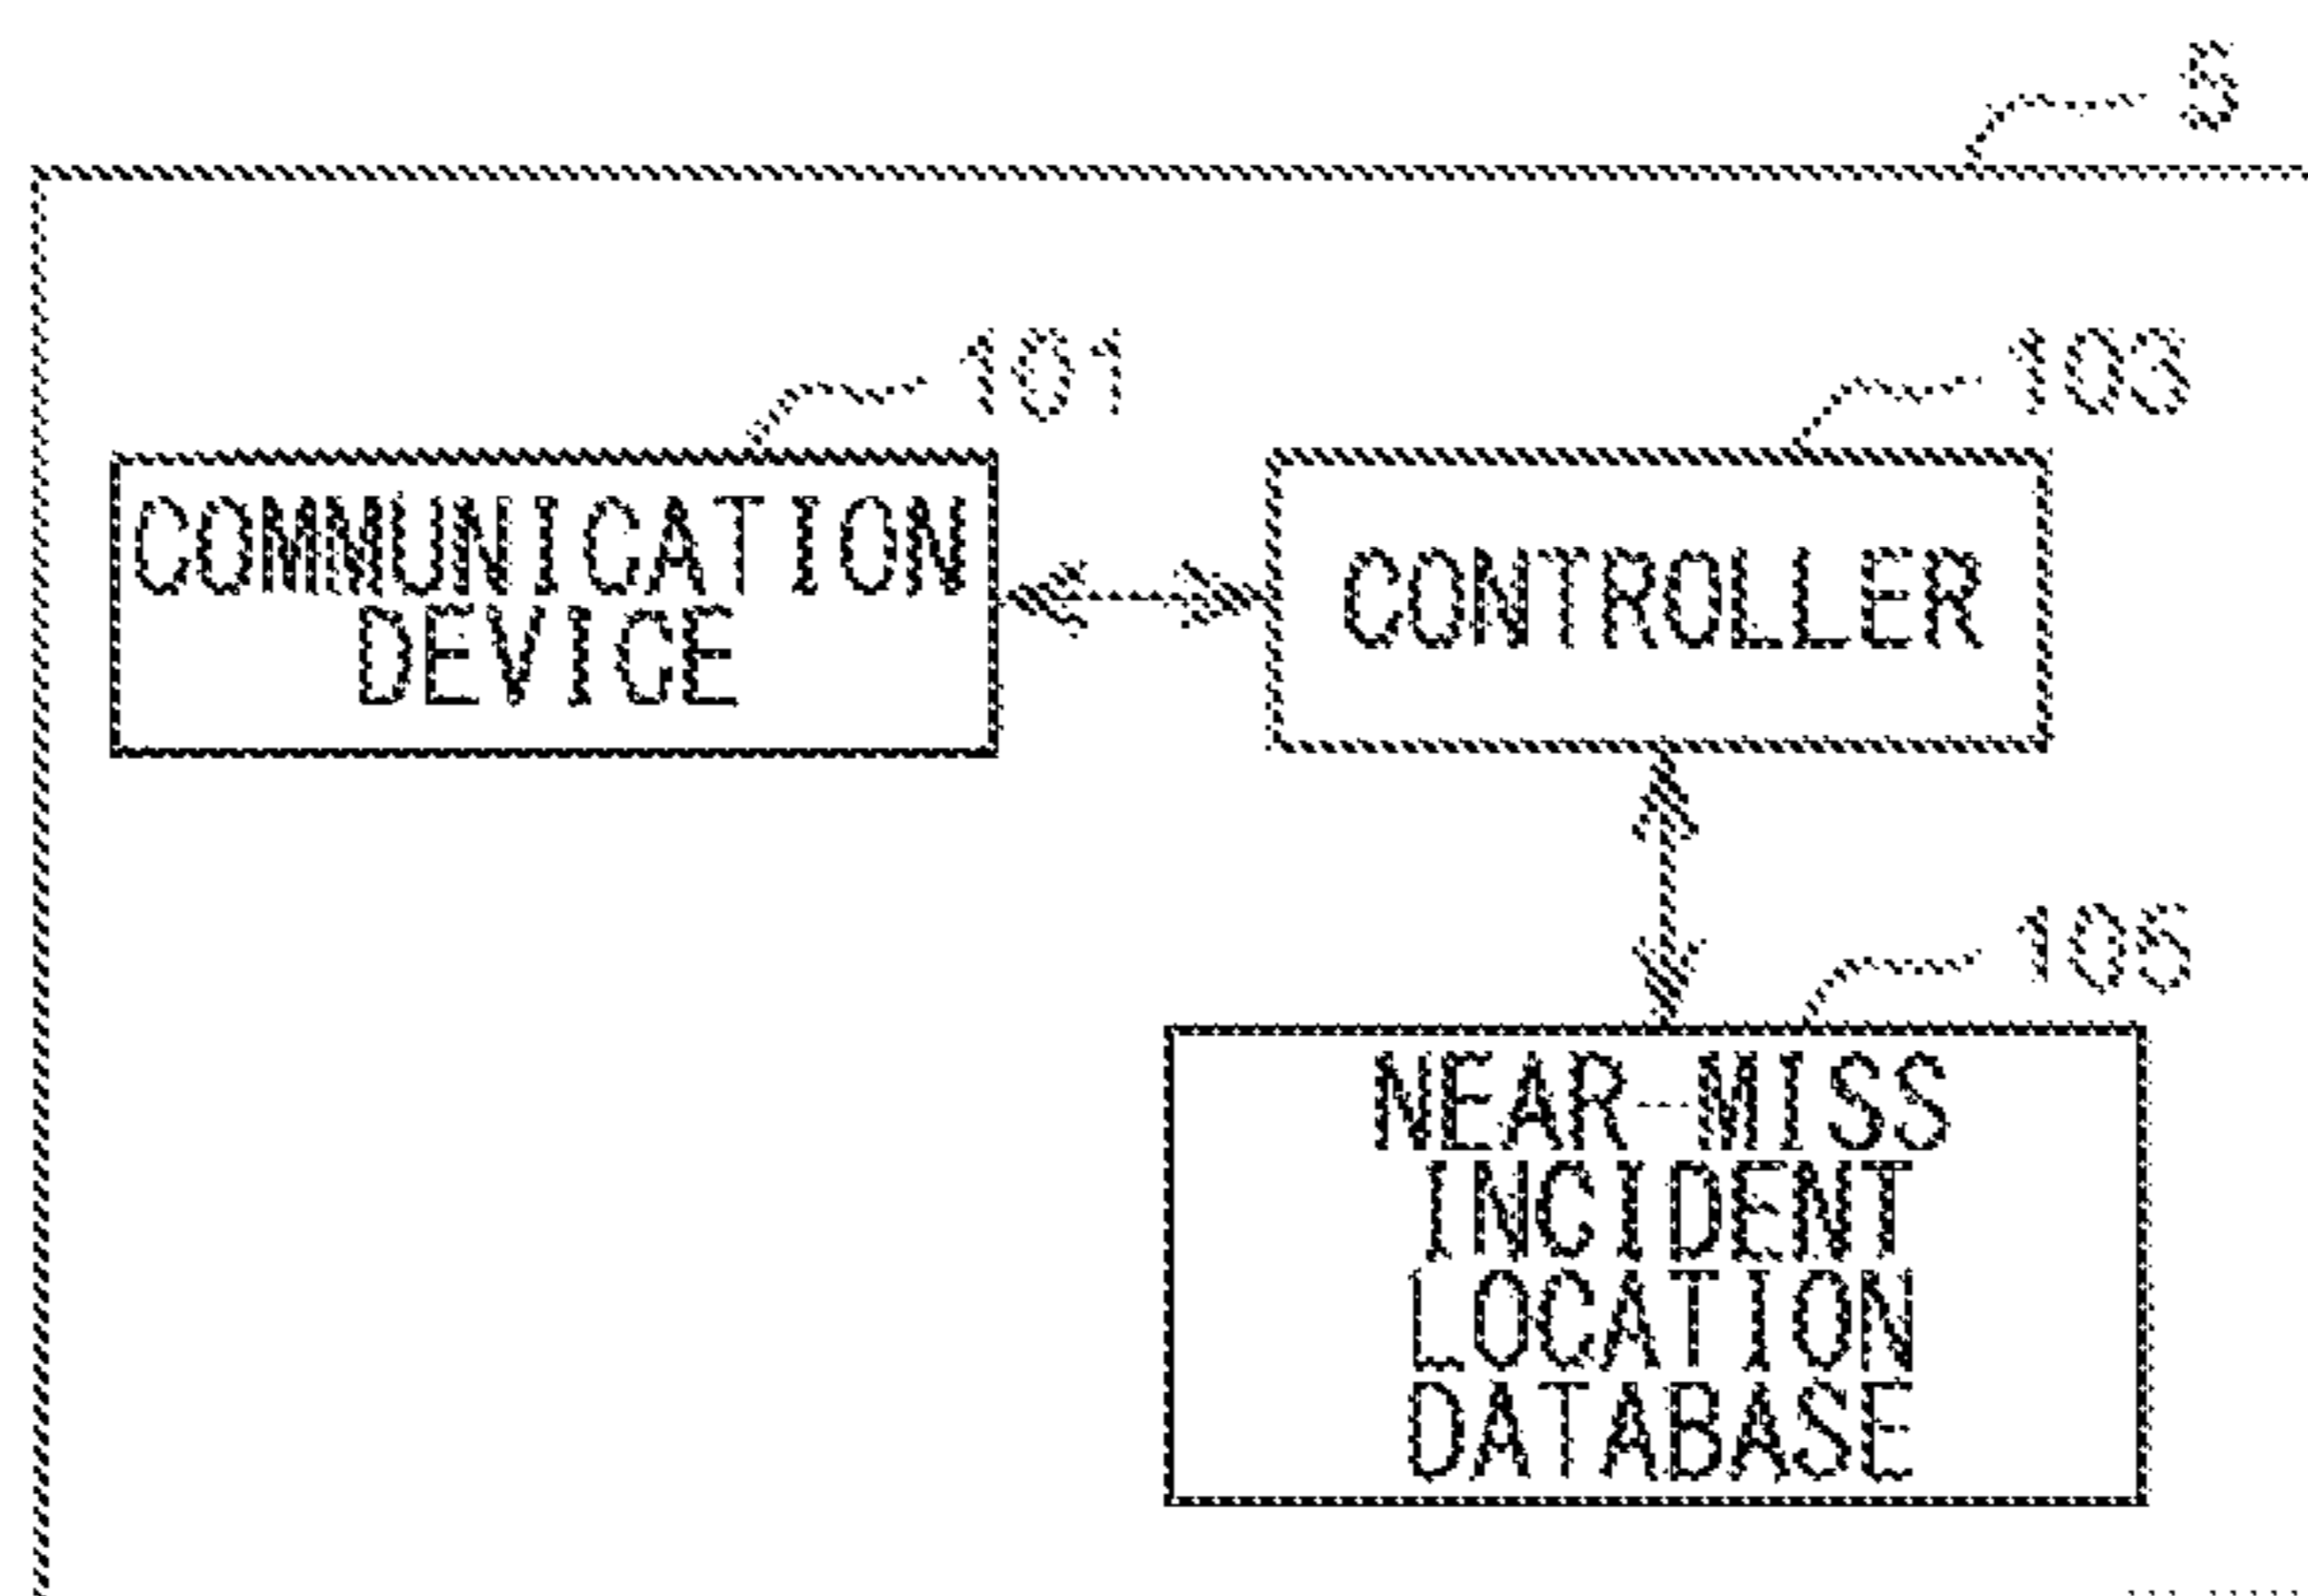 5
101
103
COMMUNICATION
DEVICE
CONTROLLER
105
NEAR-MISS
INCIDENT
LOCATION
DATABASE